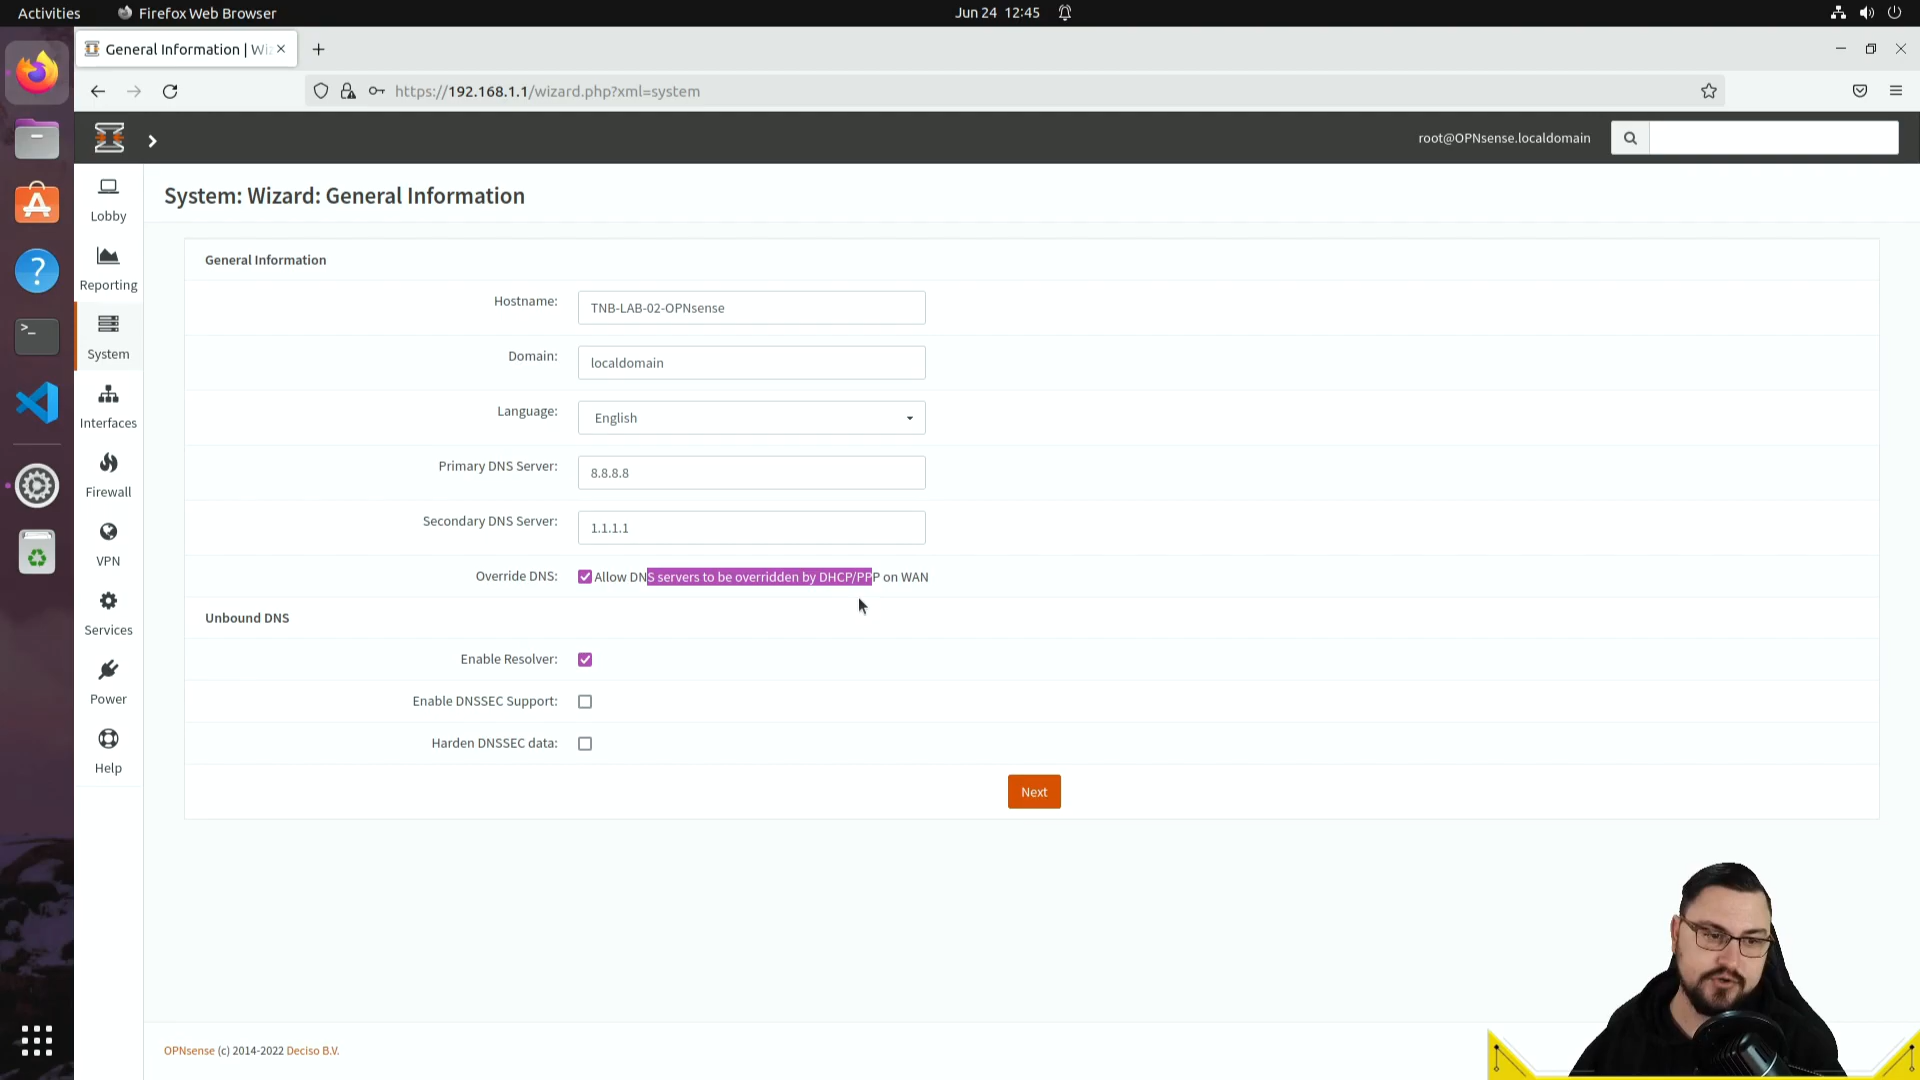 Activities
Firefox Web Browser
Jun 24 12:45
General Information | Wi
https://192.168.1.1/wizard.php?xml=system
root@OPNsense.localdomain
Lobby
Reporting
System
Interfaces
Firewall
VPN
Services
Power
Help
System: Wizard: General Information
General Information
Hostname: TNB-LAB-02-OPNsense
Domain: localdomain
Language: English
Primary DNS Server: 8.8.8.8
Secondary DNS Server: 1.1.1.1
Override DNS: Allow DNS servers to be overridden by DHCP/PPP on WAN
Unbound DNS
Enable Resolver:
Enable DNSSEC Support:
Harden DNSSEC data:
Next
OPNsense (c) 2014-2022 Deciso B.V.